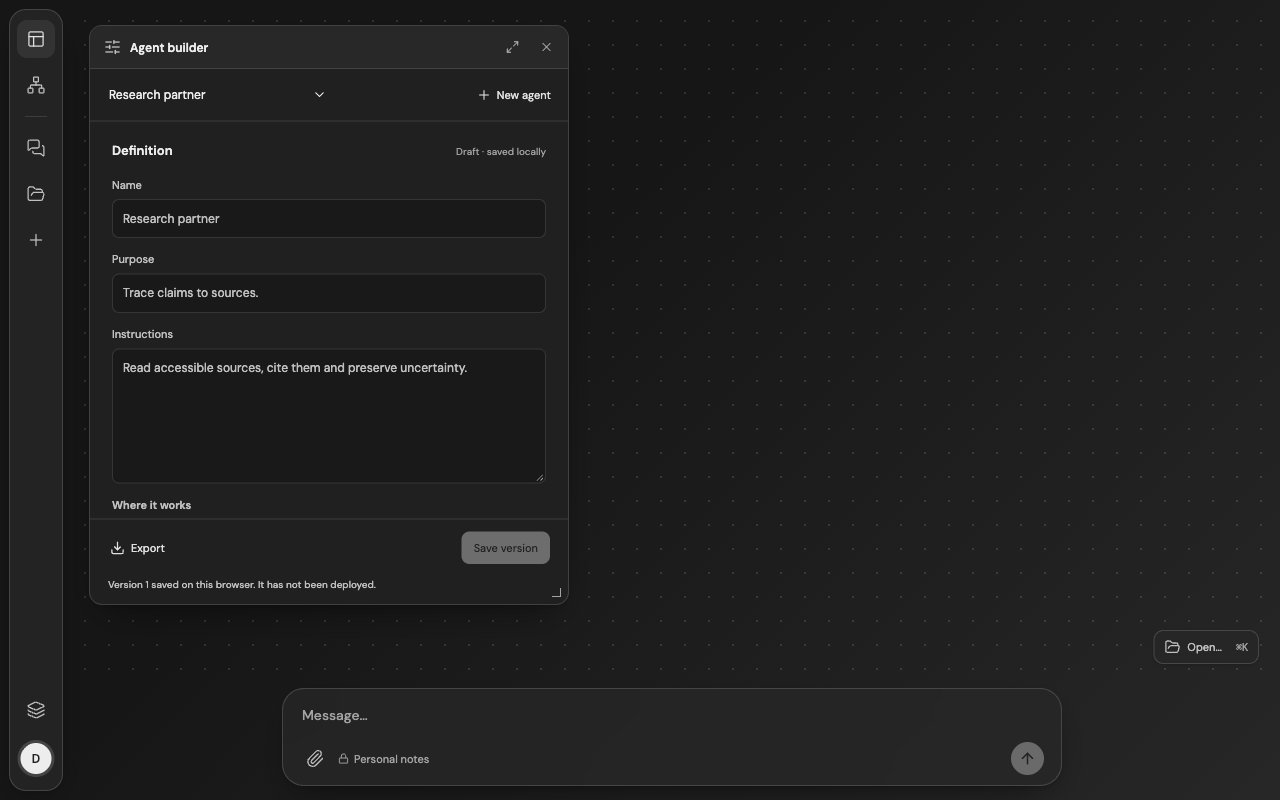 Agent builder
Research partner
New agent
Definition
Draft · saved locally
Name
Research partner
Purpose
Trace claims to sources.
Instructions
Read accessible sources, cite them and preserve uncertainty.
Where it works
Export
Save version
Version 1 saved on this browser. It has not been deployed.
Open... ⌘K
Message...
Personal notes
D